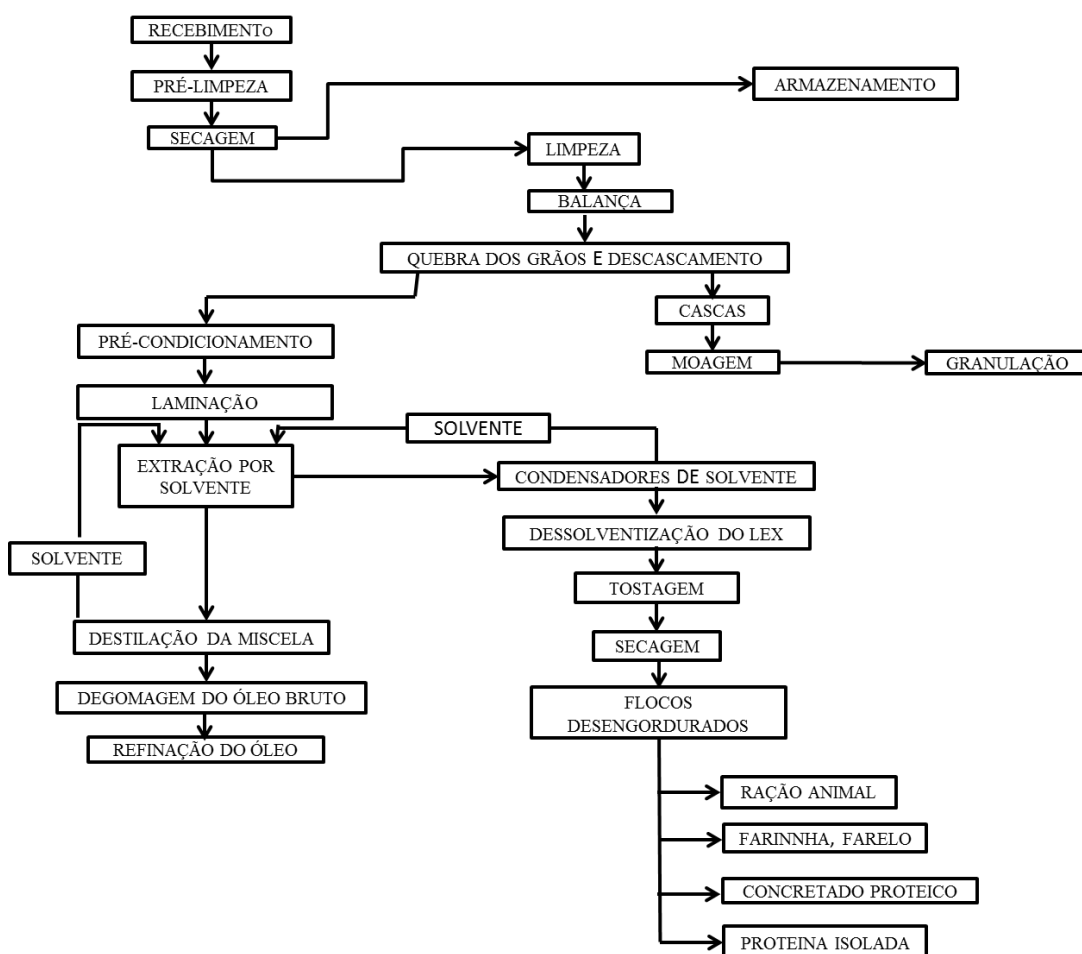 RECEBIMENTo
PRÉ-LIMPEZA
ARMAZENAMENTO
SECAGEM
LIMPEZA
BALANÇA
QUEBRA DOS GRÃOS E DESCASCAMENTO
CASCAS
PRÉ-CONDICIONAMENTO
MOAGEM
GRANULAÇÃO
LAMINAÇÃO
SOLVENTE
EXTRAÇÃO POR
SOLVENTE
CONDENSADORES DE SOLVENTE
DESSOLVENTIZAÇÃO DO LEX
SOLVENTE
TOSTAGEM
DESTILAÇÃO DA MISCELA
SECAGEM
DEGOMAGEM DO ÓLEO BRUTO
FLOCOS
DESENGORDURADOS
REFINAÇÃO DO ÓLEO
RAÇÃO ANIMAL
FARINNHA, FARELO
CONCRETADO PROTEICO
PROTEINA ISOLADA